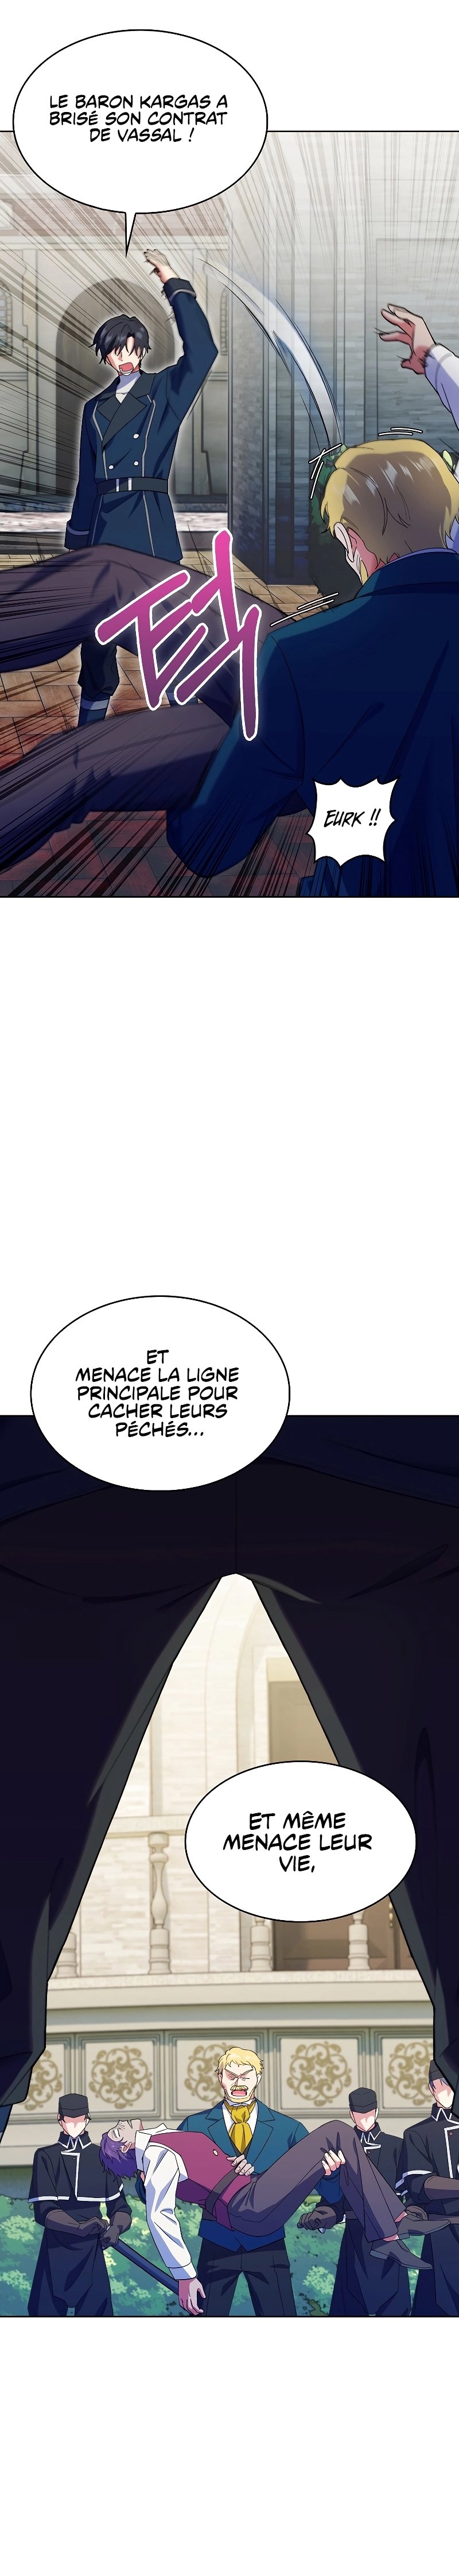 LE BARON KARGAS A
BRISÉ SON CONTRAT
DE VASSAL !
턱
EURK !!
ET
MENACE LA LIGNE
PRINCIPALE POUR
CACHER LEURS
PÉCHÉS...
ET MÊME
MENACE LEUR
VIE,